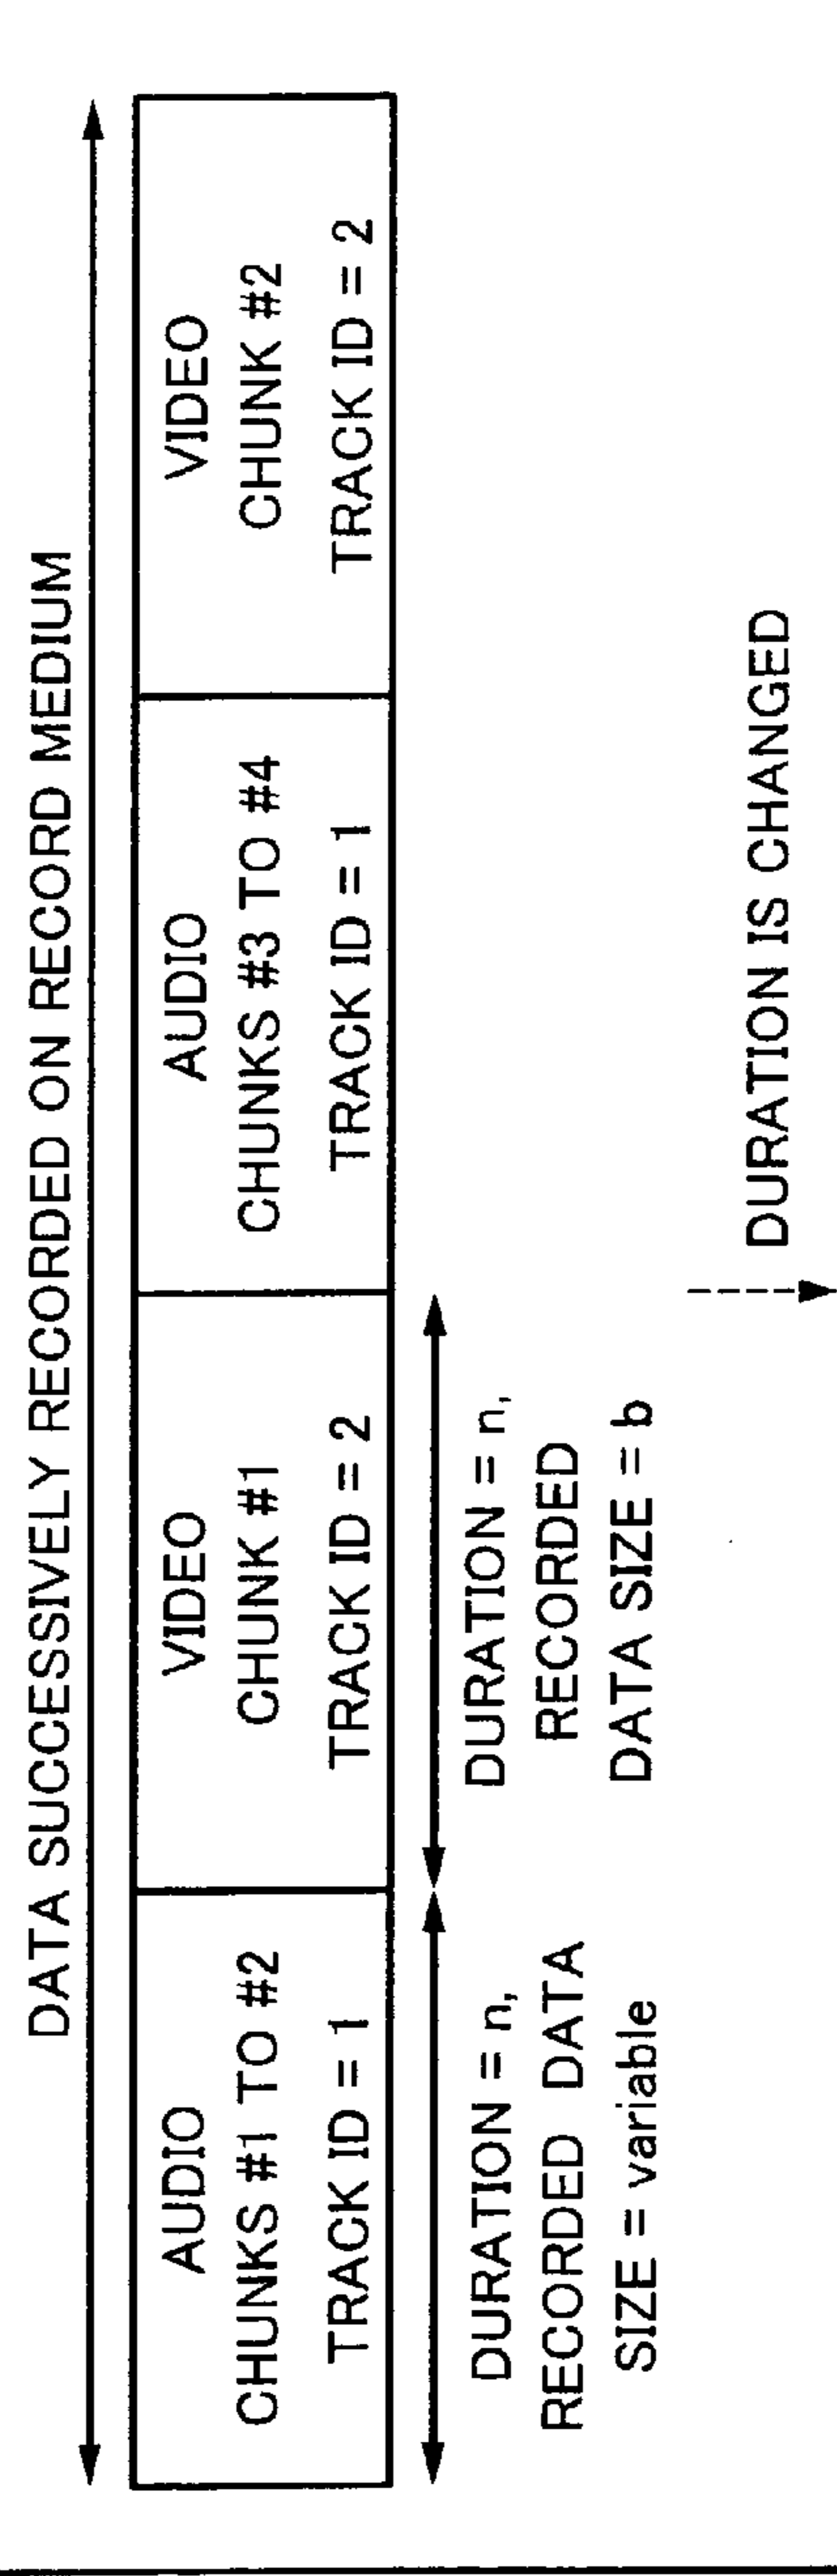 DATA SUCCESSIVELY RECORDED ON RECORD MEDIUM
AUDIO
CHUNKS #1 TO #2
TRACK ID = 1
VIDEO
CHUNK #1
TRACK ID = 2
AUDIO
CHUNKS #3 TO #4
TRACK ID = 1
VIDEO
CHUNK #2
TRACK ID = 2
DURATION = n,
RECORDED DATA
SIZE = variable
DURATION = n,
RECORDED
DATA SIZE = b
DURATION IS CHANGED